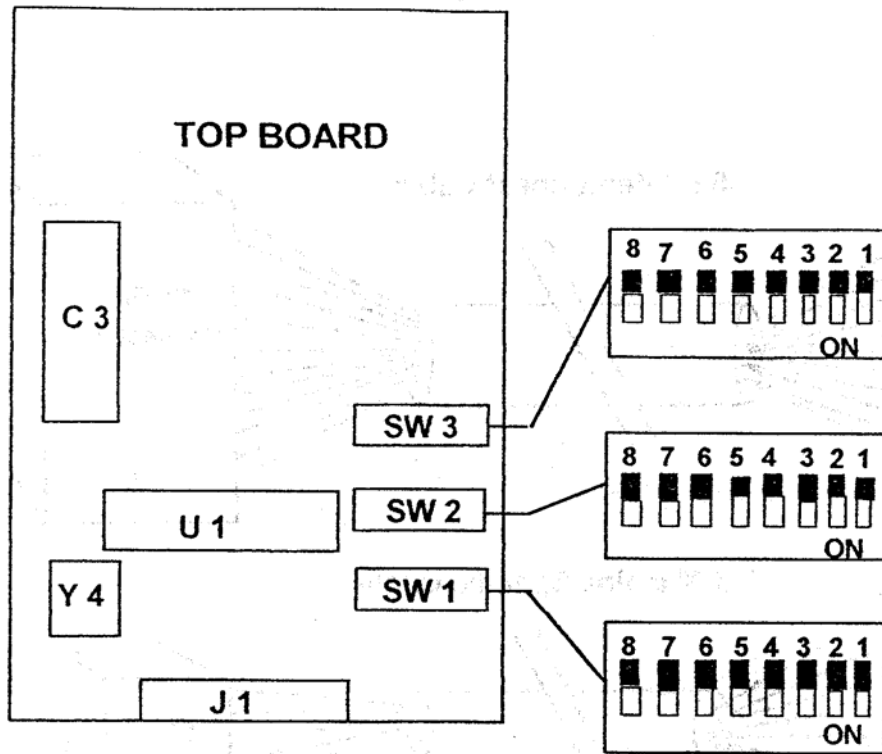 TOP BOARD
C 3
SW 3
SW 2
U 1
SW 1
Y 4
J 1
8 7 6 5 4 3 2 1
ON
8 7 6 5 4 3 2 1
ON
8 7 6 5 4 3 2 1
ON